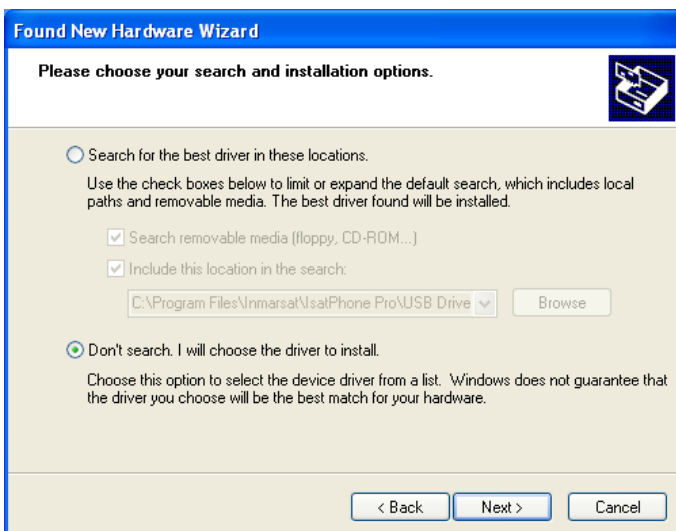 Found New Hardware Wizard
Please choose your search and installation options.
Search for the best driver in these locations.
Use the check boxes below to limit or expand the default search, which includes local
paths and removable media. The best driver found will be installed.
Search removable media (floppy, CD-ROM...)
Include this location in the search:
C:\Program Files\Inmarsat\IsatPhone Pro\USB Drive
Browse
Don't search. I will choose the driver to install.
Choose this option to select the device driver from a list. Windows does not guarantee that
the driver you choose will be the best match for your hardware.
< Back Next > Cancel